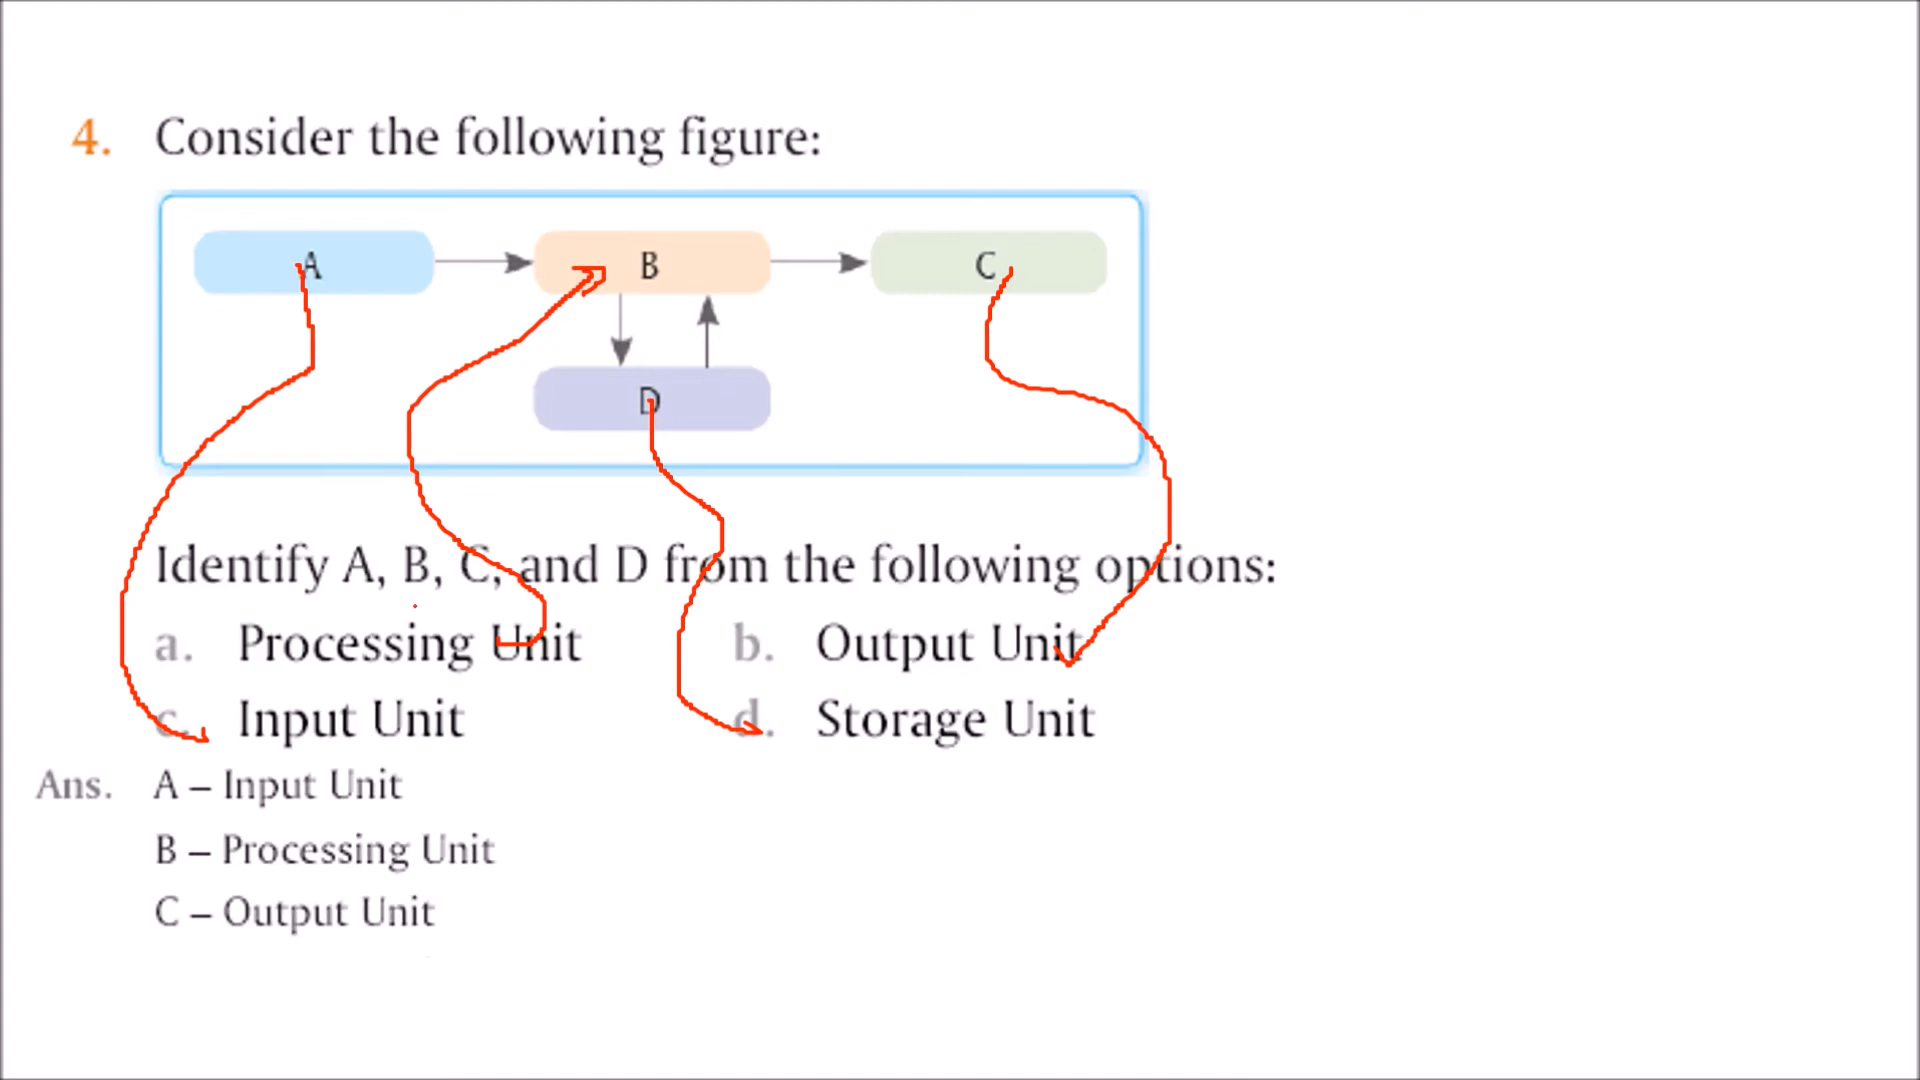 4. Consider the following figure:
A B C
D
Identify A, B, C, and D from the following options:
a. Processing Unit b. Output Unit
c. Input Unit d. Storage Unit
Ans. A – Input Unit
B – Processing Unit
C – Output Unit